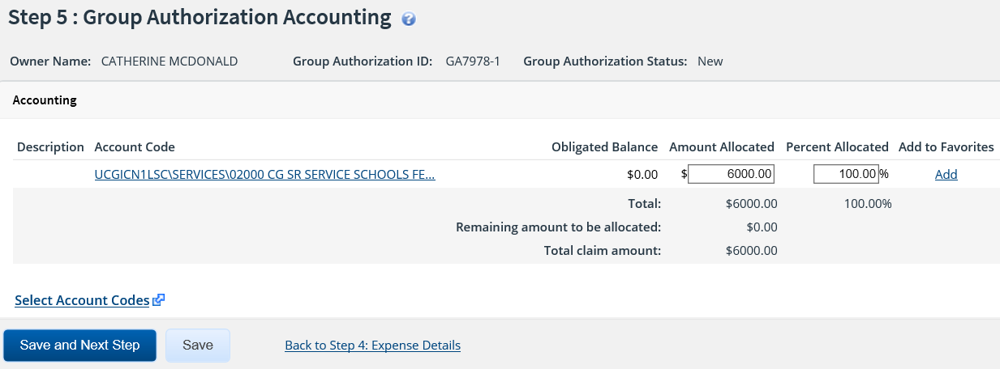 Step 5 : Group Authorization Accounting ?
Owner Name: CATHERINE MCDONALD Group Authorization ID: GA7978-1 Group Authorization Status: New
Accounting
Description Account Code Obligated Balance Amount Allocated Percent Allocated Add to Favorites
UCGICN1LSC\SERVICES\02000 CG SR SERVICE SCHOOLS FE... $0.00 $ 6000.00 100.00 % Add
Total: $6000.00 100.00%
Remaining amount to be allocated: $0.00
Total claim amount: $6000.00
Select Account Codes
Save and Next Step Save Back to Step 4: Expense Details